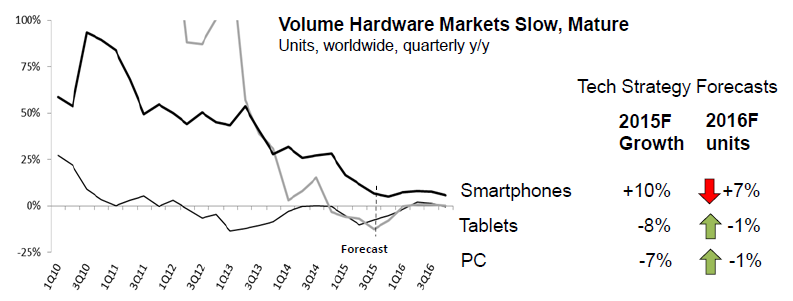 Volume Hardware Markets Slow, Mature
Units, worldwide, quarterly y/y
100%
75%
50%
25%
0%
-25%
Forecast
1Q10
3Q10
1Q11
3Q11
1Q12
3Q12
1Q13
3Q13
1Q14
3Q14
1Q15
3Q15
1Q16
3Q16
Tech Strategy Forecasts
2015F 2016F
Growth units
Smartphones +10% +7%
Tablets -8% -1%
PC -7% -1%